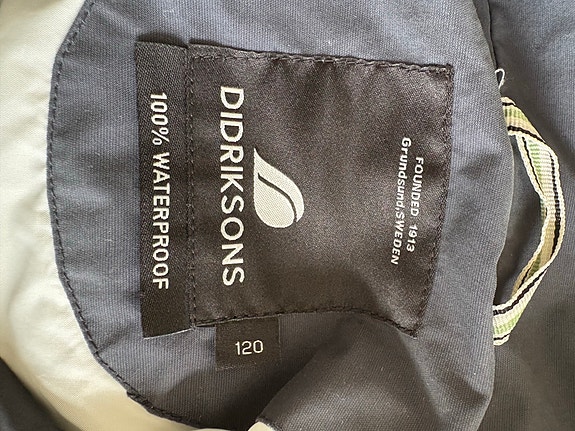 FOUNDED 1913
Grundsund, SWEDEN
DIDRIKSONS
100% WATERPROOF
120